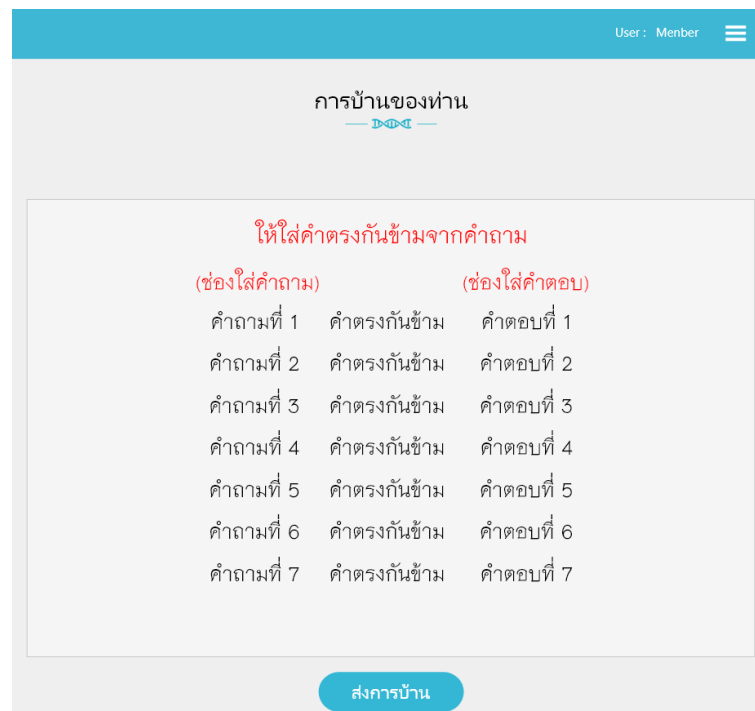 User : Menber
การบ้านของท่าน
ให้ใส่คำตรงกันข้ามจากคำถาม
(ช่องใส่คำถาม) (ช่องใส่คำตอบ)
คำถามที่ 1 คำตรงกันข้าม คำตอบที่ 1
คำถามที่ 2 คำตรงกันข้าม คำตอบที่ 2
คำถามที่ 3 คำตรงกันข้าม คำตอบที่ 3
คำถามที่ 4 คำตรงกันข้าม คำตอบที่ 4
คำถามที่ 5 คำตรงกันข้าม คำตอบที่ 5
คำถามที่ 6 คำตรงกันข้าม คำตอบที่ 6
คำถามที่ 7 คำตรงกันข้าม คำตอบที่ 7
ส่งการบ้าน